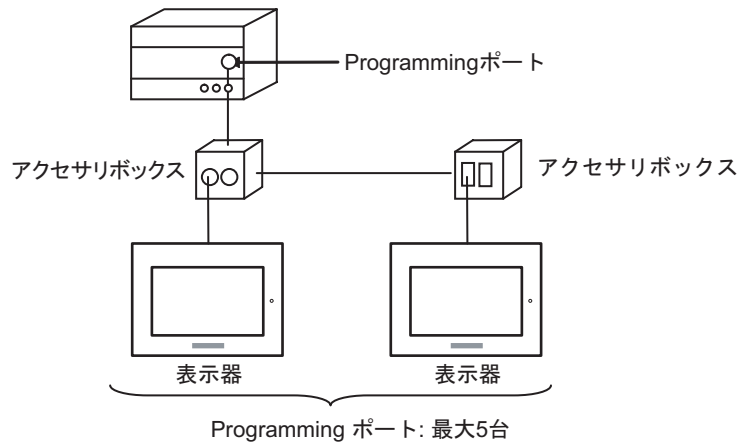 Programmingポート
アクセサリボックス
アクセサリボックス
表示器
表示器
Programming ポート: 最大5台